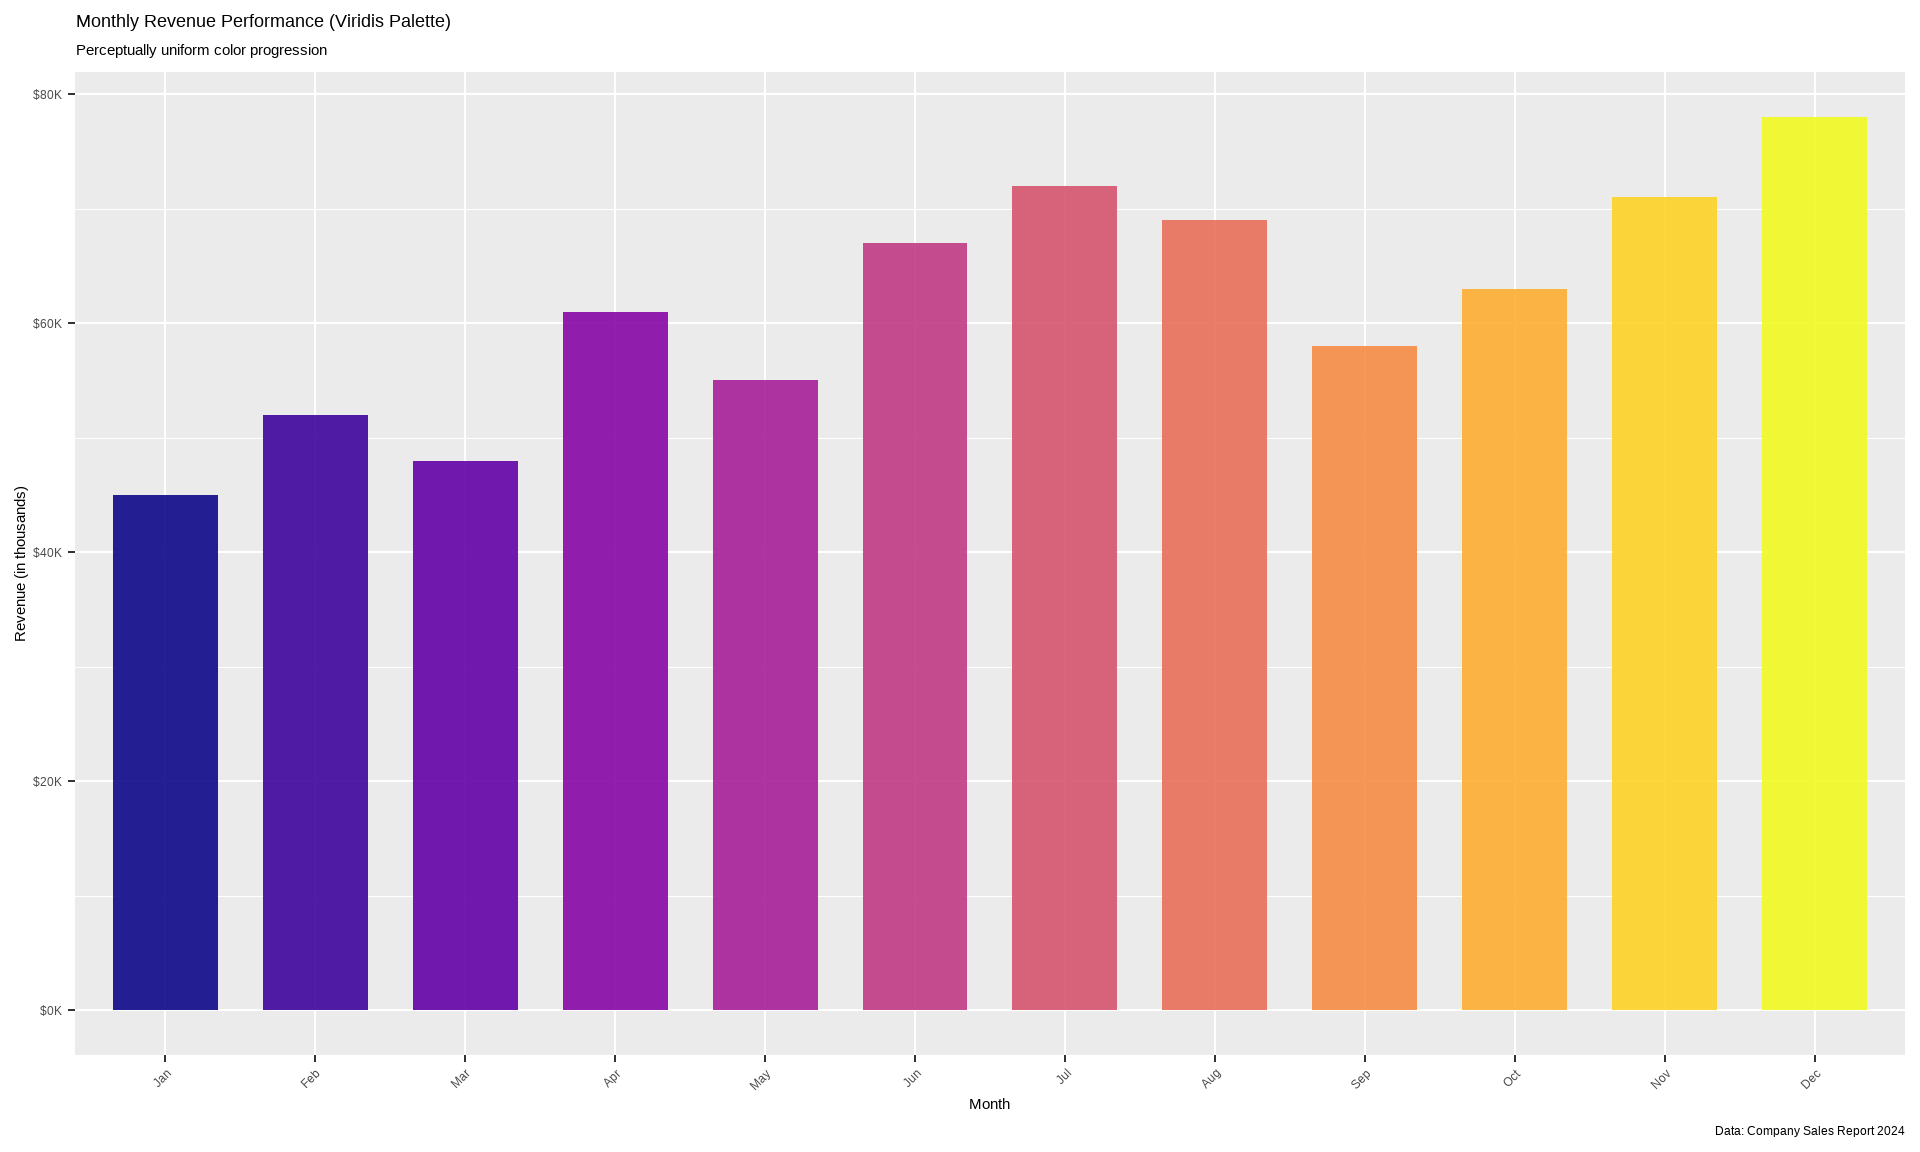 Monthly Revenue Performance (Viridis Palette)
Perceptually uniform color progression
$80K
$60K
$40K
$20K
$0K
Revenue (in thousands)
Jan
Feb
Mar
Apr
May
Jun
Jul
Aug
Sep
Oct
Nov
Dec
Month
Data: Company Sales Report 2024